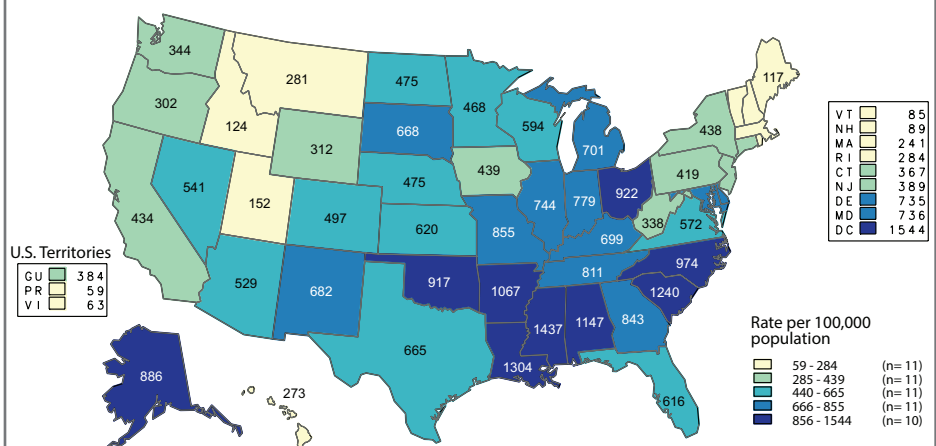 344
302
434
281
124
312
541
152
497
529
682
475
668
475
620
917
665
468
439
855
1067
1304
594
744
701
779
922
699
811
1437
1147
843
616
338
572
974
1240
419
438
117
886
273
U.S. Territories
GU 384
PR 59
VI 63
VT 85
NH 89
MA 241
RI 284
CT 367
NJ 389
DE 735
MD 736
DC 1544
Rate per 100,000
population
59 - 284 (n= 11)
285 - 439 (n= 11)
440 - 665 (n= 11)
666 - 855 (n= 11)
856 - 1544 (n= 10)